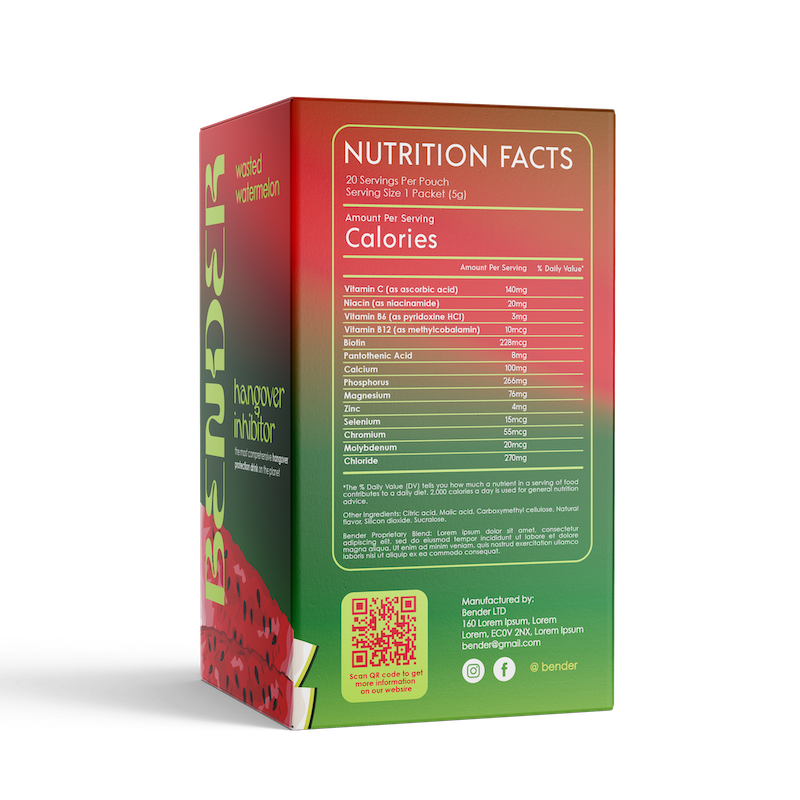 BENDER
wasted
watermelon
hangover
inhibitor
the most comprehensive hangover
protection drink on the planet
NUTRITION FACTS
20 Servings Per Pouch
Serving Size 1 Packet (5g)
Amount Per Serving
Calories
Amount Per Serving % Daily Value*
Vitamin C (as ascorbic acid) 140mg
Niacin (as niacinamide) 20mg
Vitamin B6 (as pyridoxine HCl) 3mg
Vitamin B12 (as methylcobalamin) 10mcg
Biotin 228mcg
Pantothenic Acid 8mg
Calcium 100mg
Phosphorus 266mg
Magnesium 76mg
Zinc 4mg
Selenium 15mcg
Chromium 55mcg
Molybdenum 20mcg
Chloride 270mg
*The % Daily Value (DV) tells you how much a nutrient in a serving of food
contributes to a daily diet. 2,000 calories a day is used for general nutrition
advice.
Other Ingredients: Citric acid, Malic acid, Carboxymethyl cellulose, Natural
flavor, Silicon dioxide, Sucralose.
Bender Proprietary Blend: Lorem ipsum dolor sit amet, consectetur
adipiscing elit, sed do eiusmod tempor incididunt ut labore et dolore
magna aliqua. Ut enim ad minim veniam, quis nostrud exercitation ullamco
laboris nisi ut aliquip ex ea commodo consequat.
Scan QR code to get
more information
on our website
Manufactured by:
Bender LTD
160 Lorem Ipsum, Lorem
Lorem, EC0V 2NX, Lorem Ipsum
bender@gmail.com
@ bender